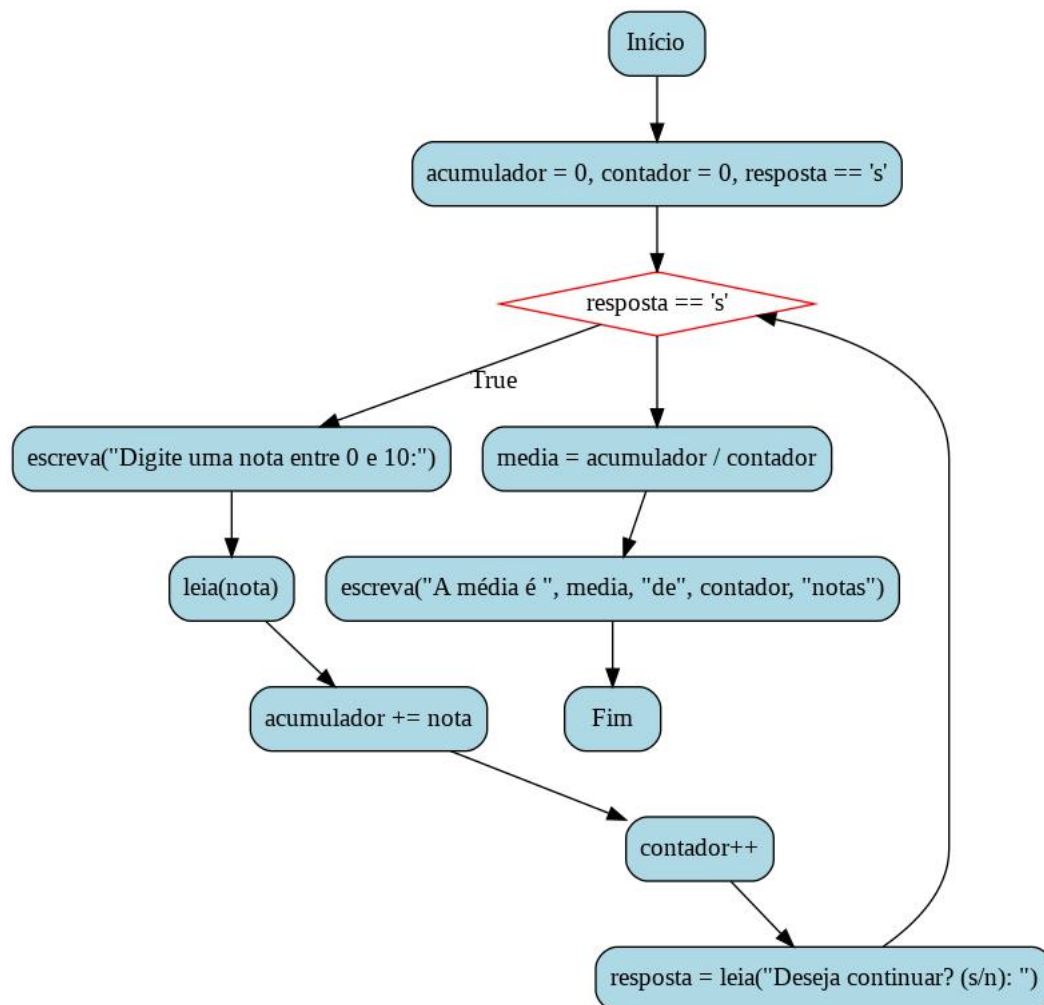 Início
acumulador = 0, contador = 0, resposta == 's'
resposta == 's'
True
escreva("Digite uma nota entre 0 e 10:")
media = acumulador / contador
leia(nota)
escreva("A média é ", media, "de", contador, "notas")
acumulador += nota
Fim
contador++
resposta = leia("Deseja continuar? (s/n): ")